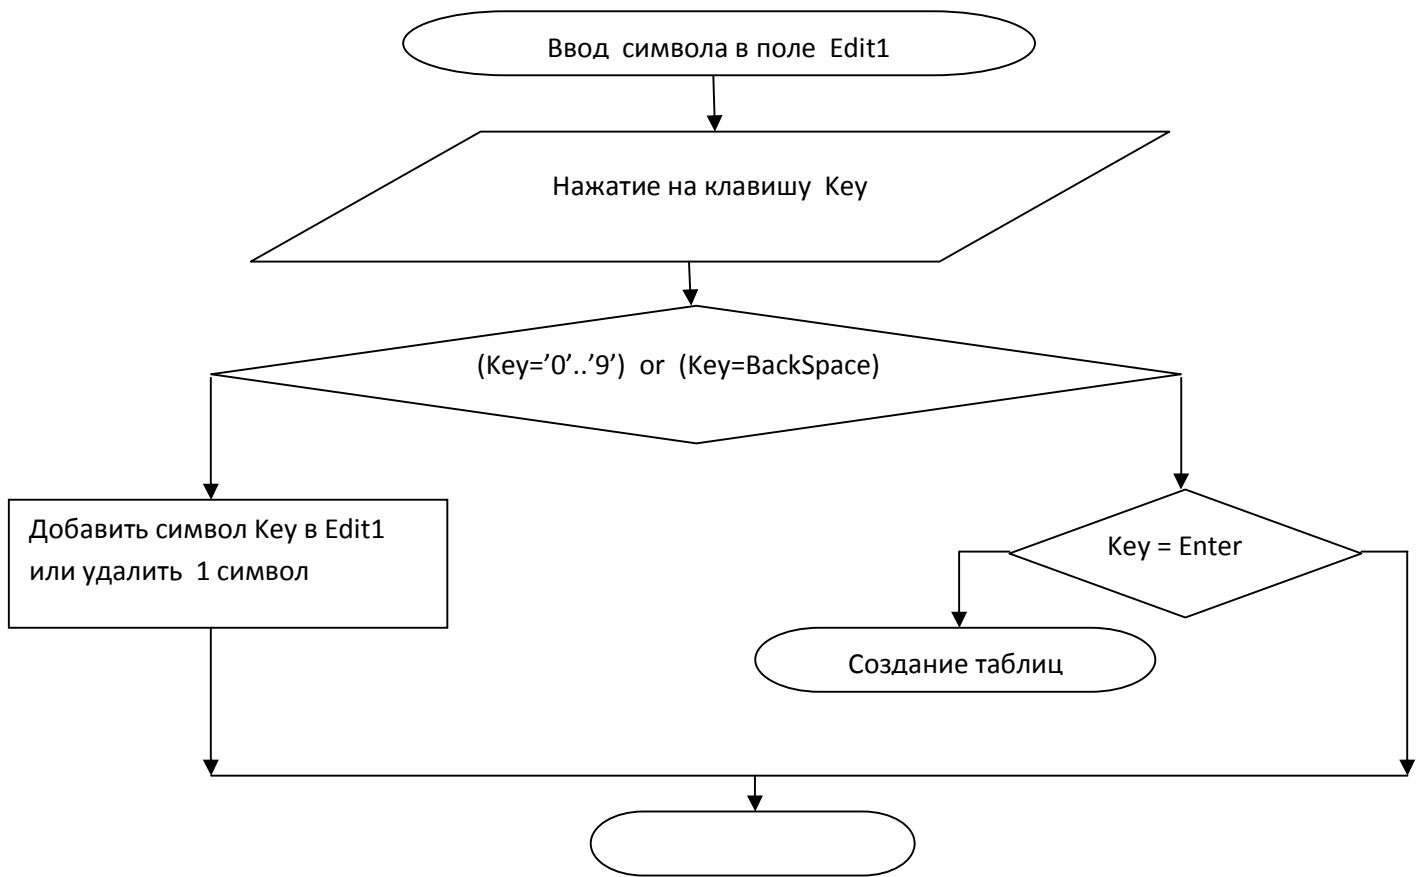 Ввод символа в поле Edit1
Нажатие на клавишу Key
(Key=’0’..’9’) or (Key=BackSpace)
Добавить символ Key в Edit1
или удалить 1 символ
Key = Enter
Создание таблиц